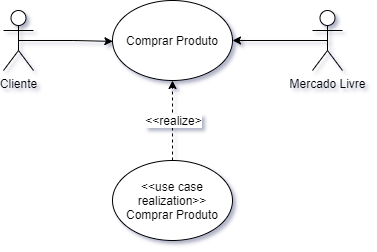 Comprar Produto
Cliente
Mercado Livre
<<realize>
<<use case
realization>>
Comprar Produto